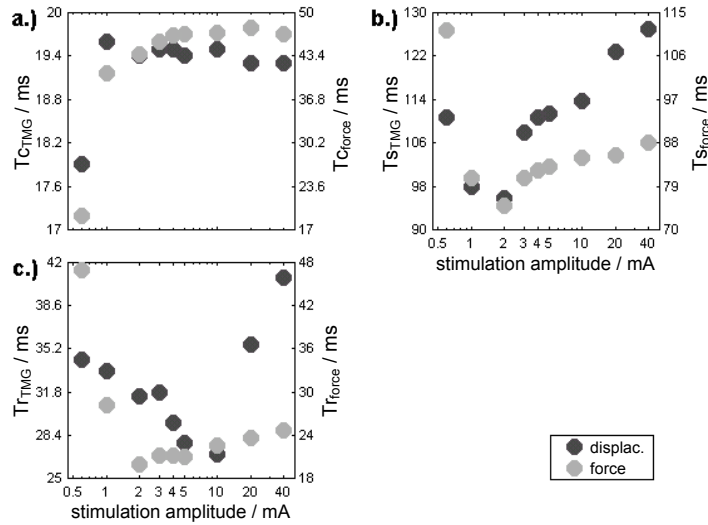 a.)
20
19.4
18.8
18.2
17.6
17
Tc_TMG / ms
50
43.4
36.8
30.2
23.6
17
Tc_force / ms
b.)
130
122
114
106
98
90
Ts_TMG / ms
115
106
97
88
79
70
Ts_force / ms
0.5 1 2 3 4 5 10 20 40
stimulation amplitude / mA
c.)
42
38.6
35.2
31.8
28.4
25
Tr_TMG / ms
48
42
36
30
24
18
Tr_force / ms
0.5 1 2 3 4 5 10 20 40
stimulation amplitude / mA
displac.
force